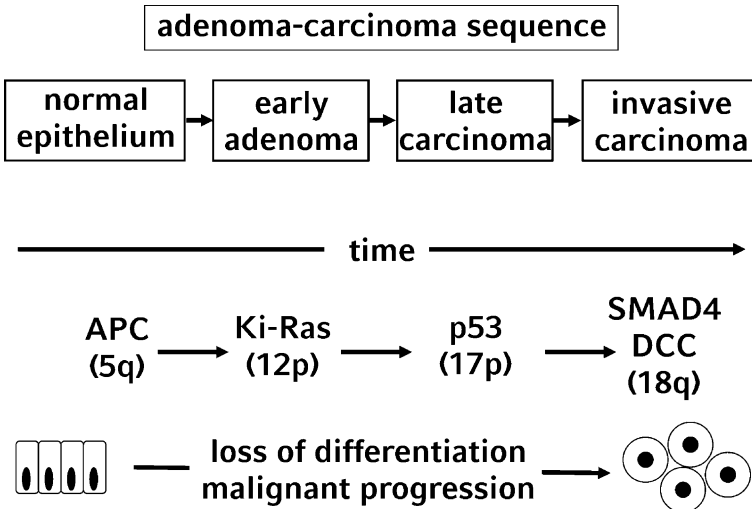 adenoma-carcinoma sequence
normal
epithelium
early
adenoma
late
carcinoma
invasive
carcinoma
time
APC
(5q)
Ki-Ras
(12p)
p53
(17p)
SMAD4
DCC
(18q)
loss of differentiation
malignant progression